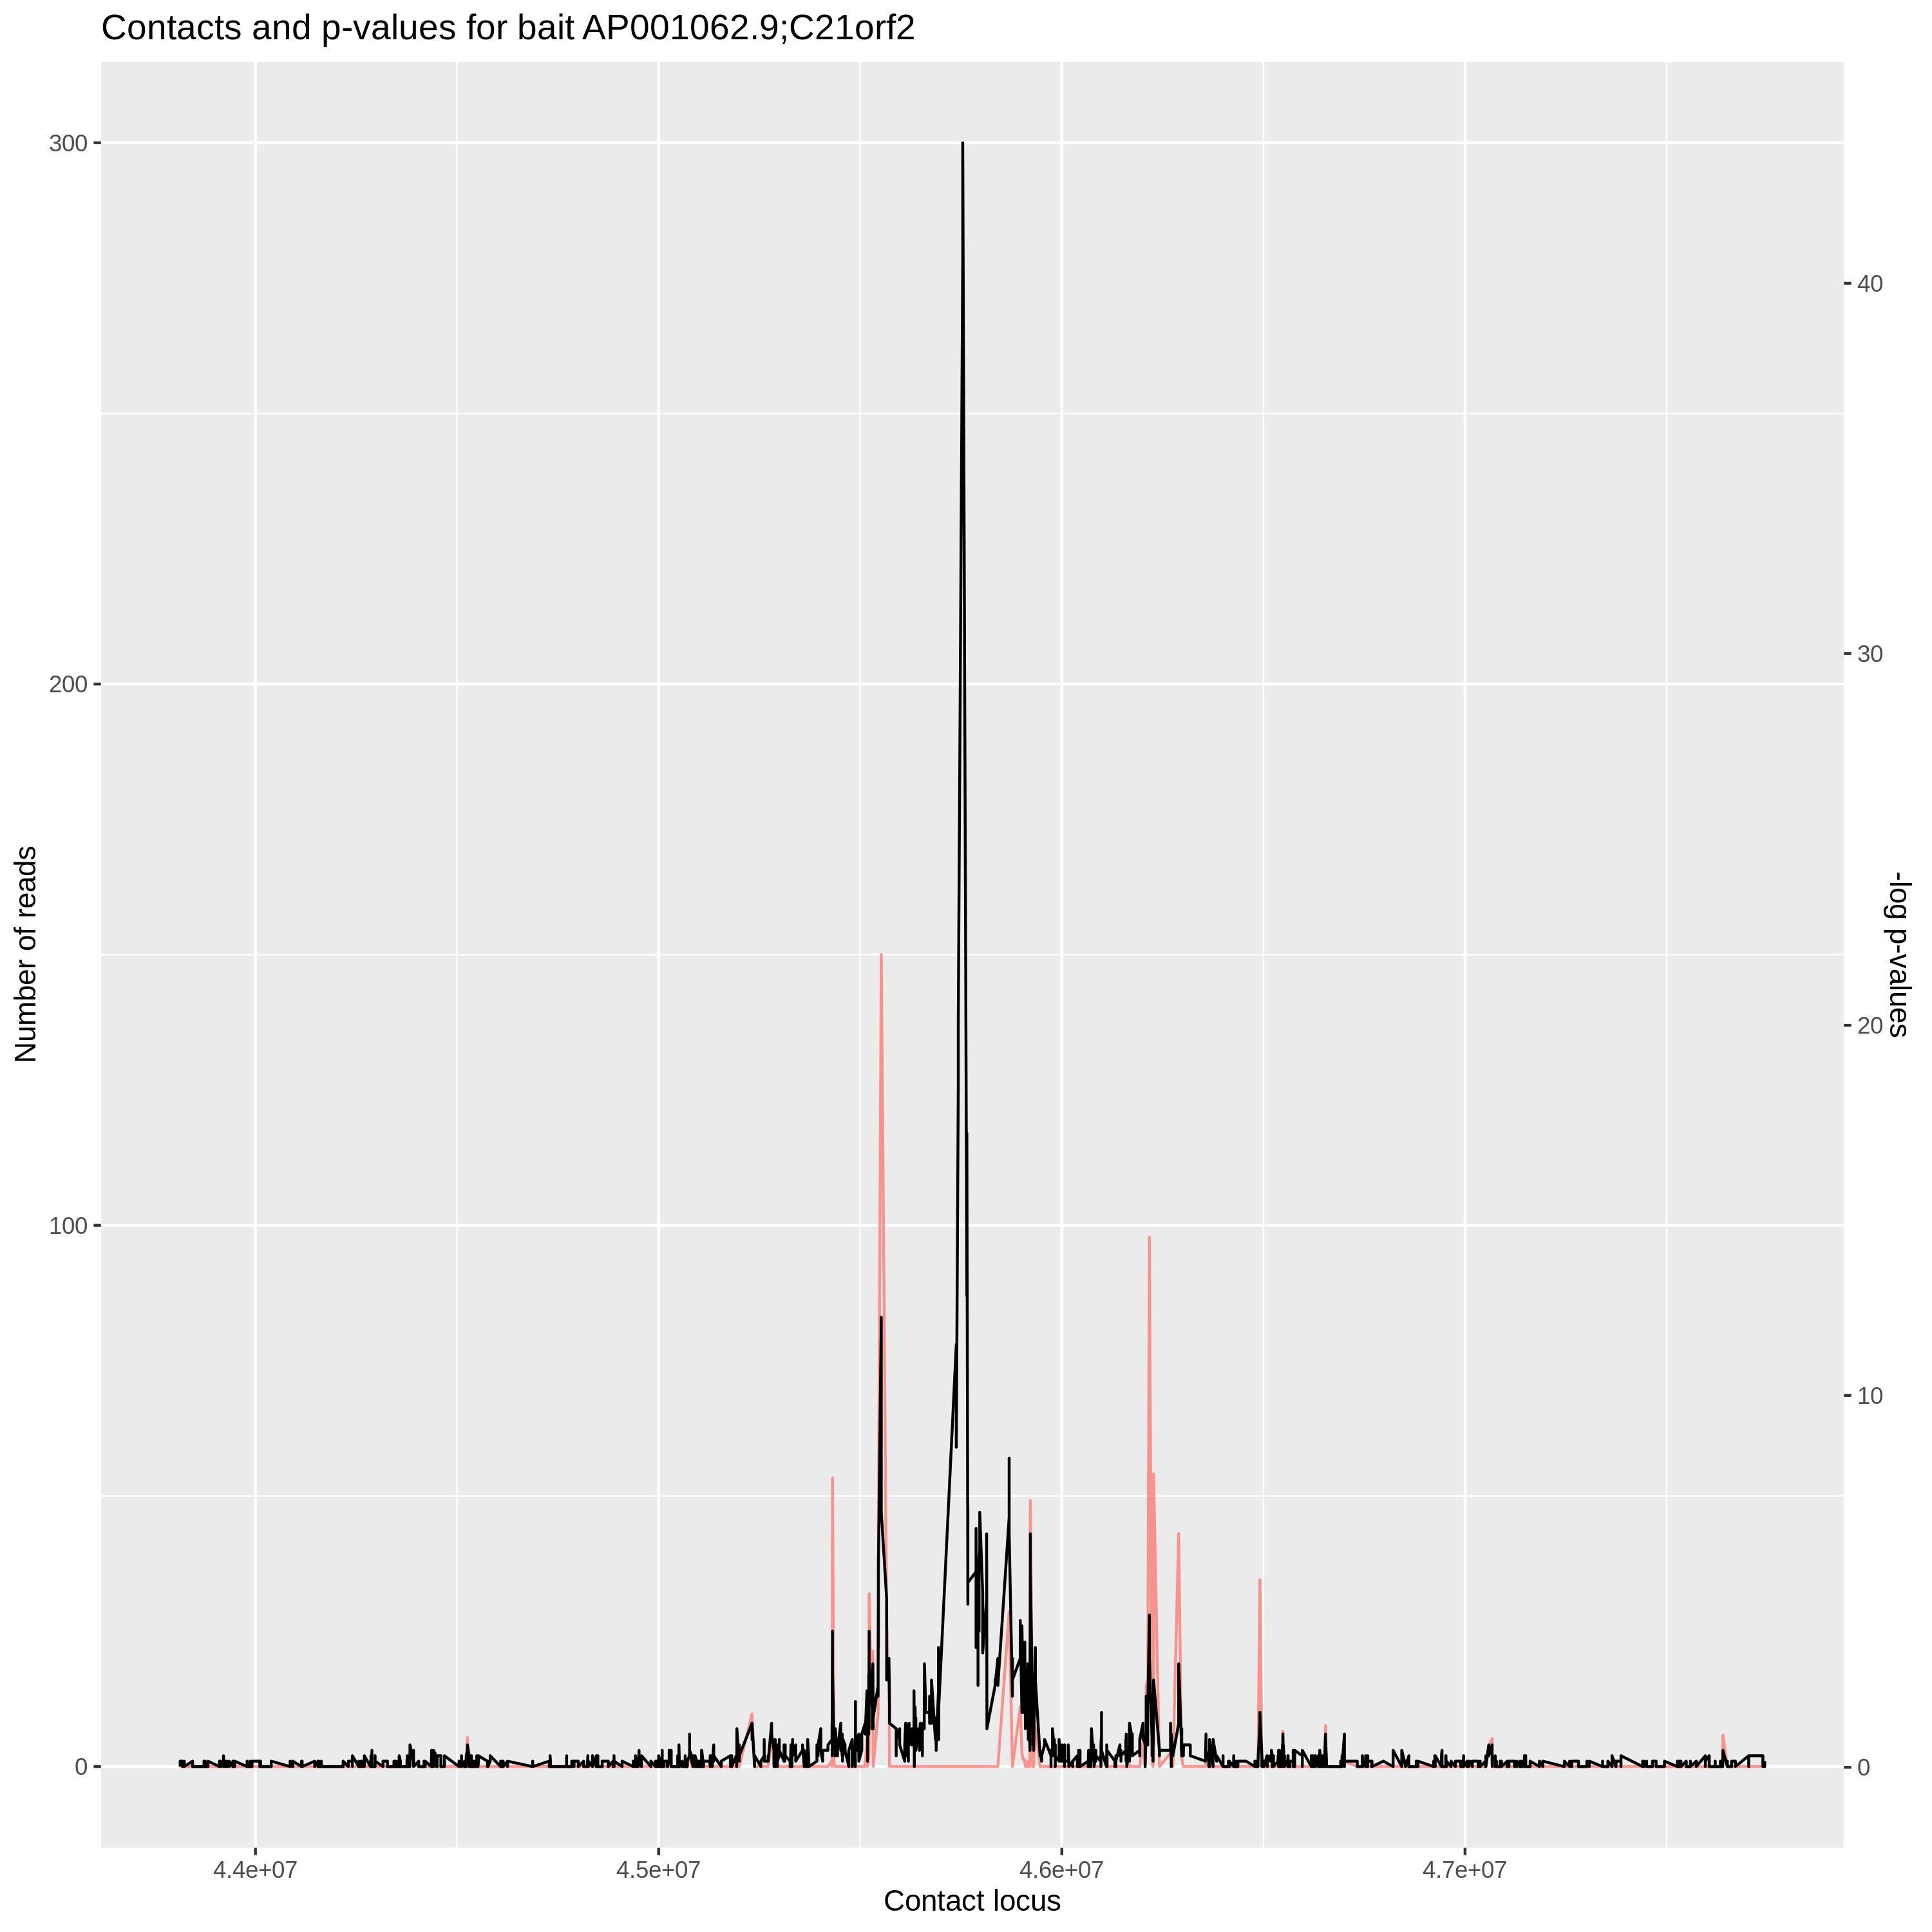 Contacts and p-values for bait AP001062.9;C21orf2
300
200
100
0
Number of reads
40
30
20
10
0
-log p-values
4.4e+07
4.5e+07
4.6e+07
4.7e+07
Contact locus